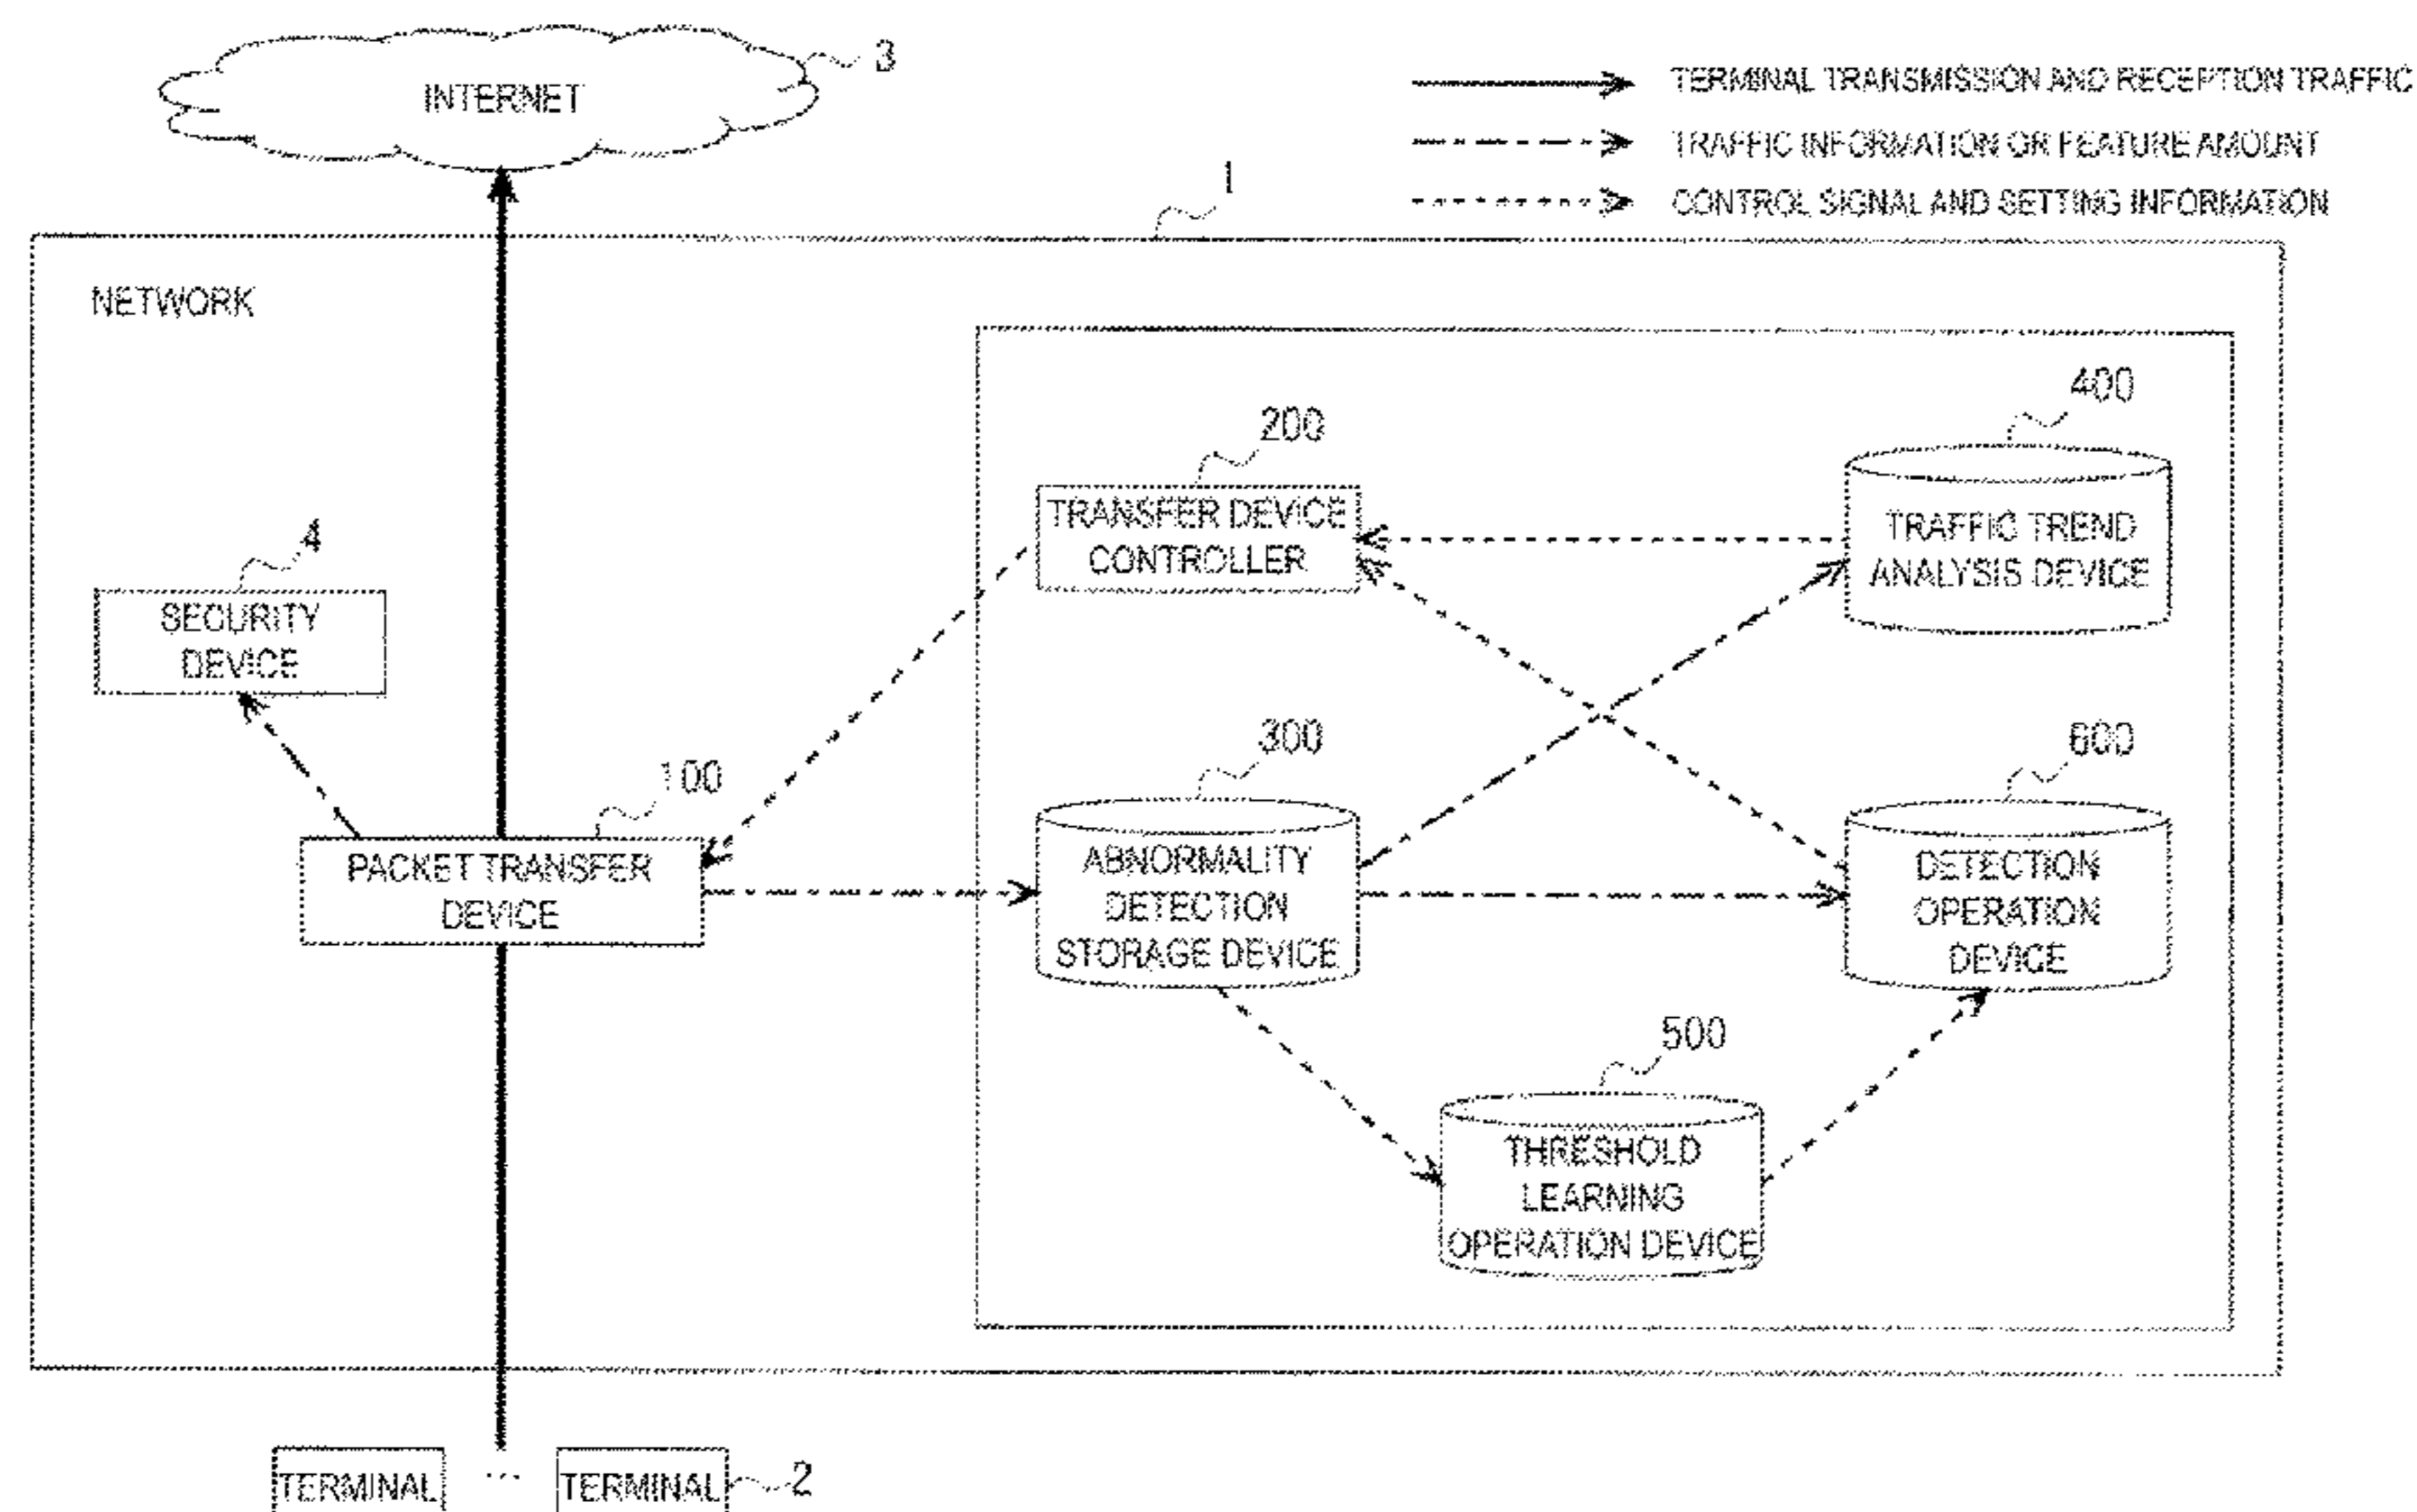 3
INTERNET
TERMINAL TRANSMISSION AND RECEPTION TRAFFIC
TRAFFIC INFORMATION OR FEATURE AMOUNT
CONTROL SIGNAL AND SETTING INFORMATION
1
NETWORK
400
200
TRANSFER DEVICE
CONTROLLER
TRAFFIC TREND
ANALYSIS DEVICE
4
SECURITY
DEVICE
300
600
100
PACKET TRANSFER
DEVICE
ABNORMALITY
DETECTION
STORAGE DEVICE
DETECTION
OPERATION
DEVICE
500
THRESHOLD
LEARNING
OPERATION DEVICE
TERMINAL
...
TERMINAL
2